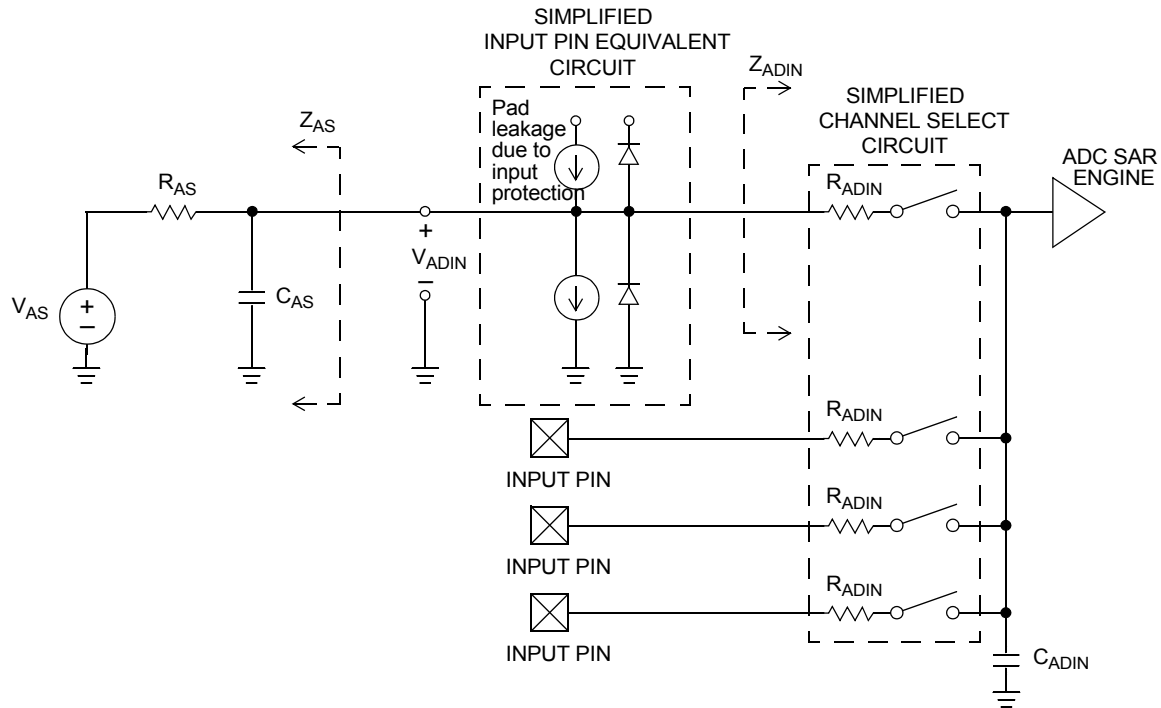 SIMPLIFIED
INPUT PIN EQUIVALENT
CIRCUIT
Z_ADIN
SIMPLIFIED
CHANNEL SELECT
CIRCUIT
ADC SAR
ENGINE
Pad
leakage
due to
input
protection
Z_AS
R_AS
R_ADIN
+
V_ADIN
–
C_AS
V_AS
+
–
R_ADIN
INPUT PIN
R_ADIN
INPUT PIN
R_ADIN
INPUT PIN
C_ADIN